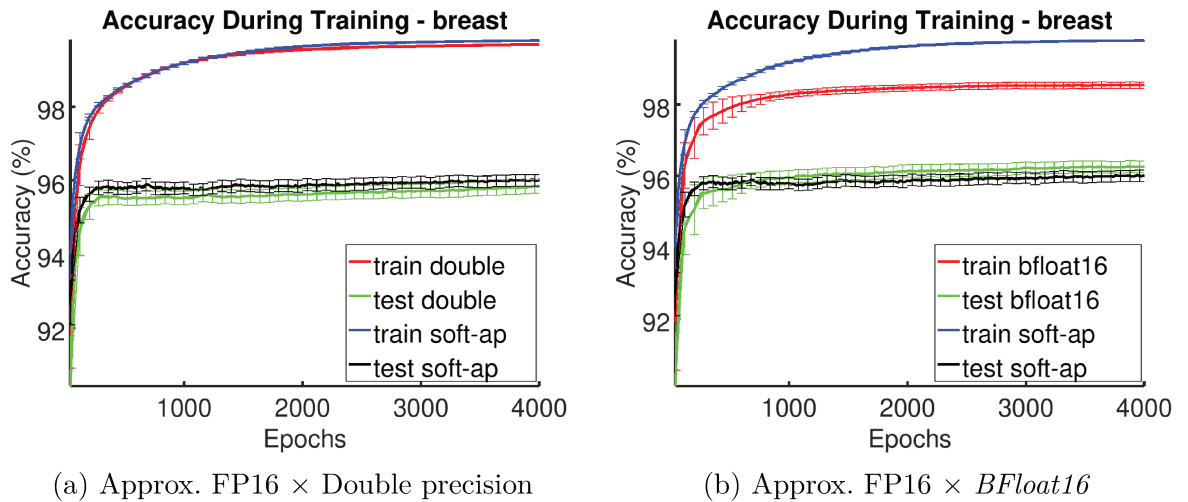 Accuracy During Training - breast
Accuracy (%)
98
96
94
92
train double
test double
train soft-ap
test soft-ap
1000
2000
3000
4000
Epochs
(a) Approx. FP16 × Double precision
Accuracy During Training - breast
Accuracy (%)
98
96
94
92
train bfloat16
test bfloat16
train soft-ap
test soft-ap
1000
2000
3000
4000
Epochs
(b) Approx. FP16 × BFloat16